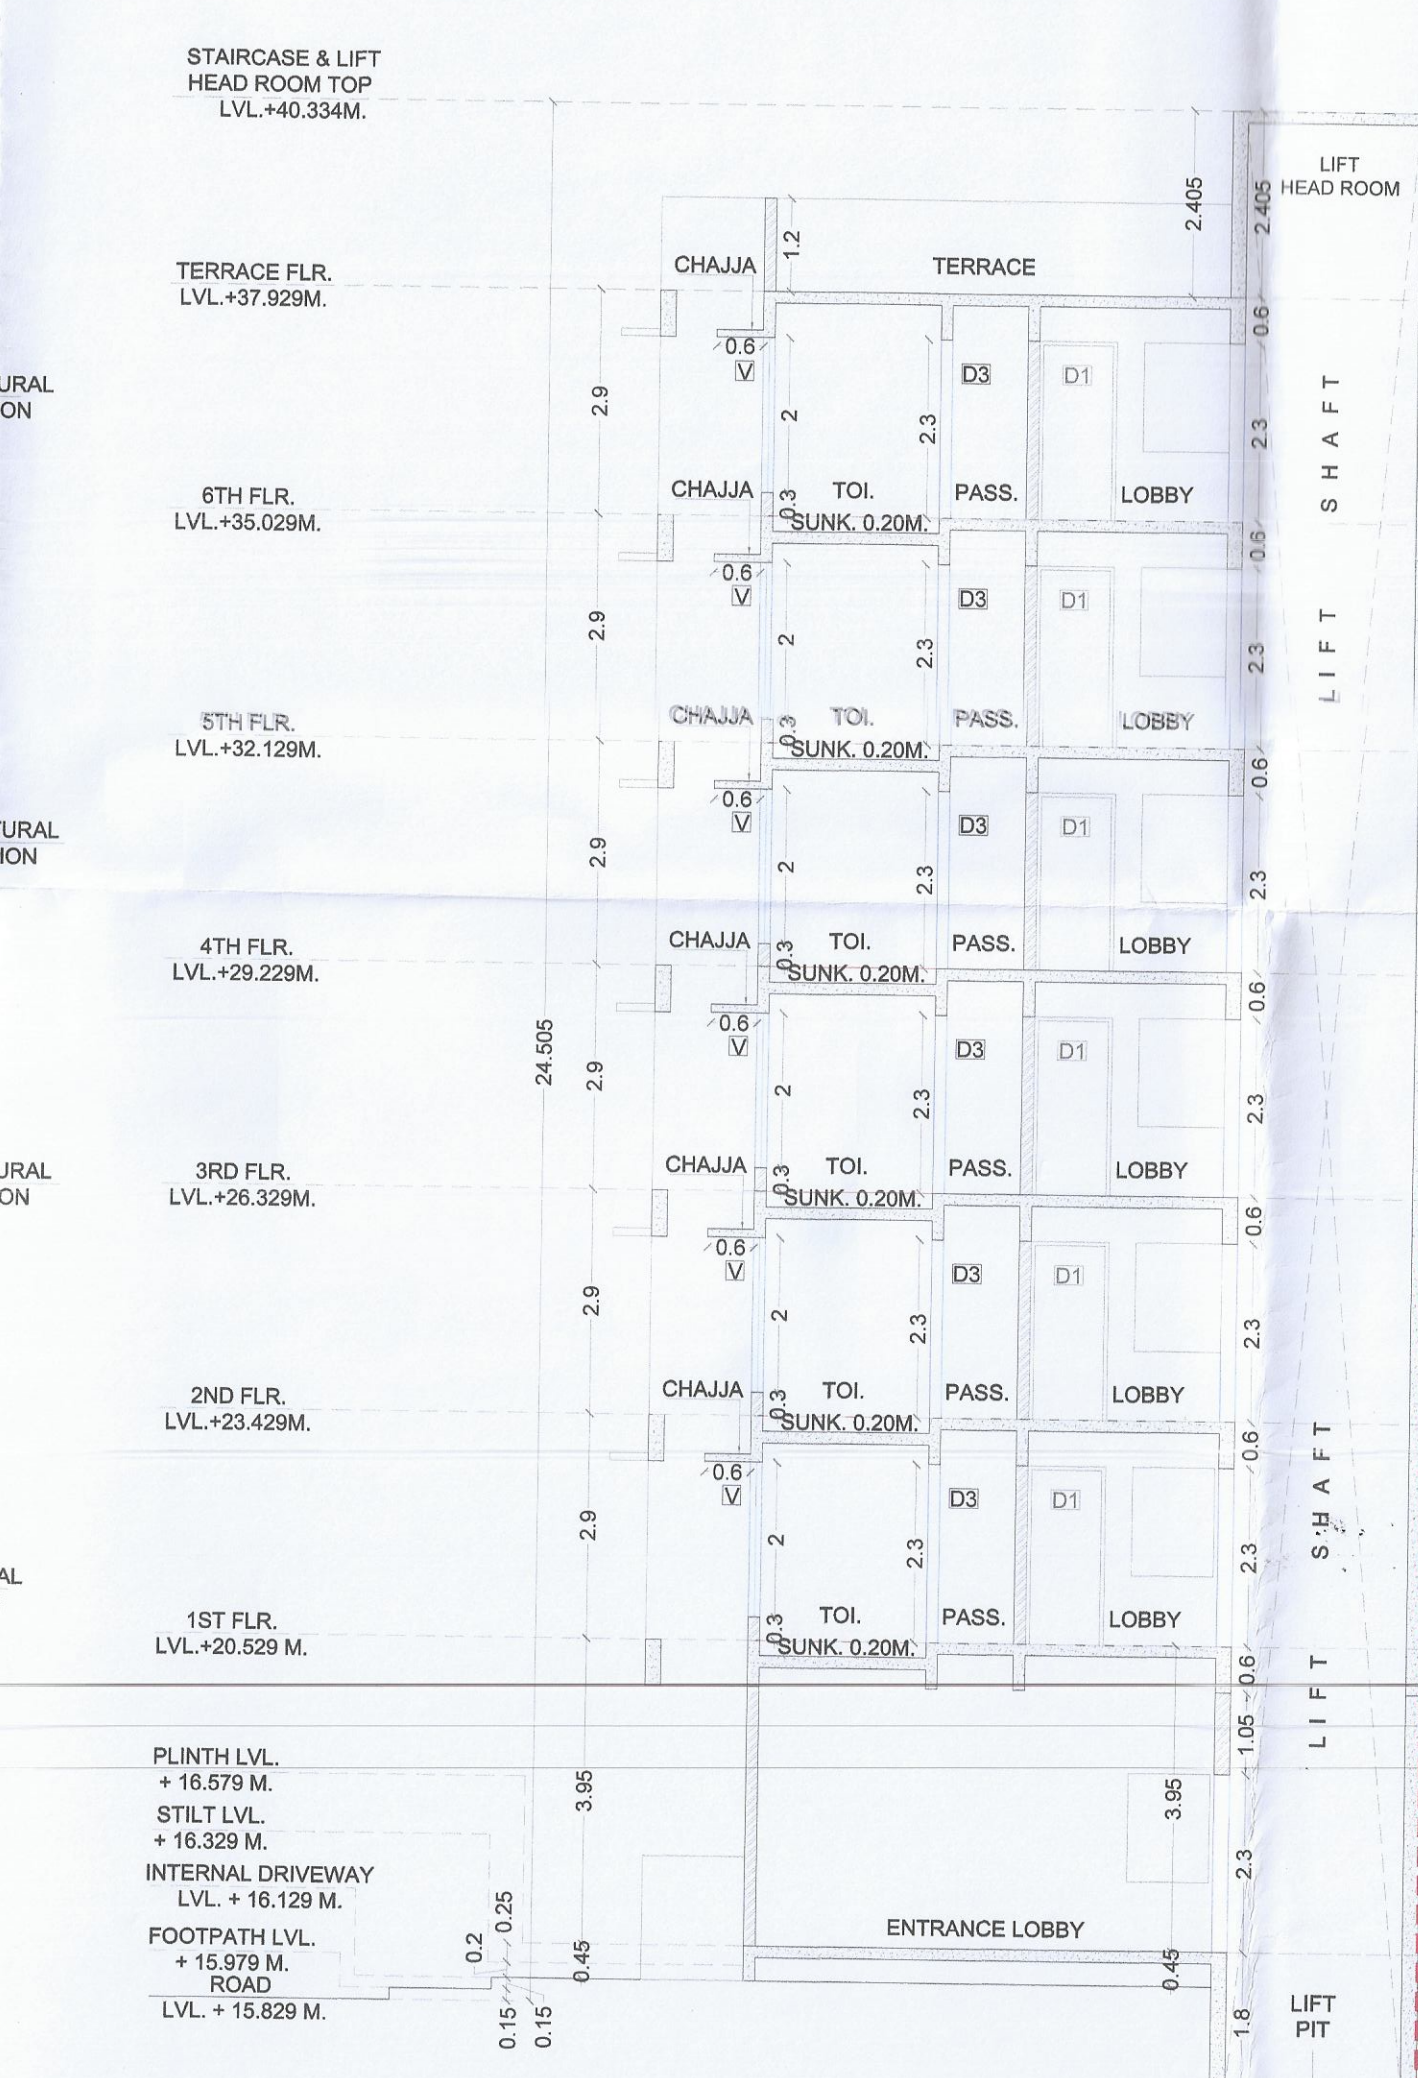 STAIRCASE & LIFT
HEAD ROOM TOP
LVL.+40.334M.
LIFT
HEAD ROOM
2.405
2.405
1.2
CHAJJA
TERRACE
TERRACE FLR.
LVL.+37.929M.
0.6
0.6
V
D3
D1
URAL
ON
2.9
2
2.3
2.3
SHAFT
CHAJJA
0.3
TOI.
PASS.
LOBBY
SUNK. 0.20M.
6TH FLR.
LVL.+35.029M.
0.6
0.6
V
D3
D1
2.9
2
2.3
2.3
LIFT
CHAJJA
0.3
TOI.
PASS.
LOBBY
SUNK. 0.20M.
5TH FLR.
LVL.+32.129M.
0.6
0.6
V
D3
D1
TURAL
ION
2.9
2
2.3
2.3
CHAJJA
0.3
TOI.
PASS.
LOBBY
SUNK. 0.20M.
4TH FLR.
LVL.+29.229M.
0.6
0.6
V
D3
D1
24.505
2.9
2
2.3
2.3
URAL
ON
CHAJJA
0.3
TOI.
PASS.
LOBBY
SUNK. 0.20M.
3RD FLR.
LVL.+26.329M.
0.6
0.6
V
D3
D1
2.9
2
2.3
2.3
CHAJJA
0.3
TOI.
PASS.
LOBBY
SUNK. 0.20M.
2ND FLR.
LVL.+23.429M.
0.6
0.6
V
D3
D1
2.9
2
2.3
2.3
SHAFT
AL
0.3
TOI.
PASS.
LOBBY
SUNK. 0.20M.
1ST FLR.
LVL.+20.529 M.
0.6
LIFT
1.05
PLINTH LVL.
+ 16.579 M.
3.95
3.95
STILT LVL.
+ 16.329 M.
2.3
INTERNAL DRIVEWAY
LVL. + 16.129 M.
0.25
0.2
ENTRANCE LOBBY
FOOTPATH LVL.
+ 15.979 M.
0.45
0.45
ROAD
LVL. + 15.829 M.
0.15
0.15
1.8
LIFT
PIT